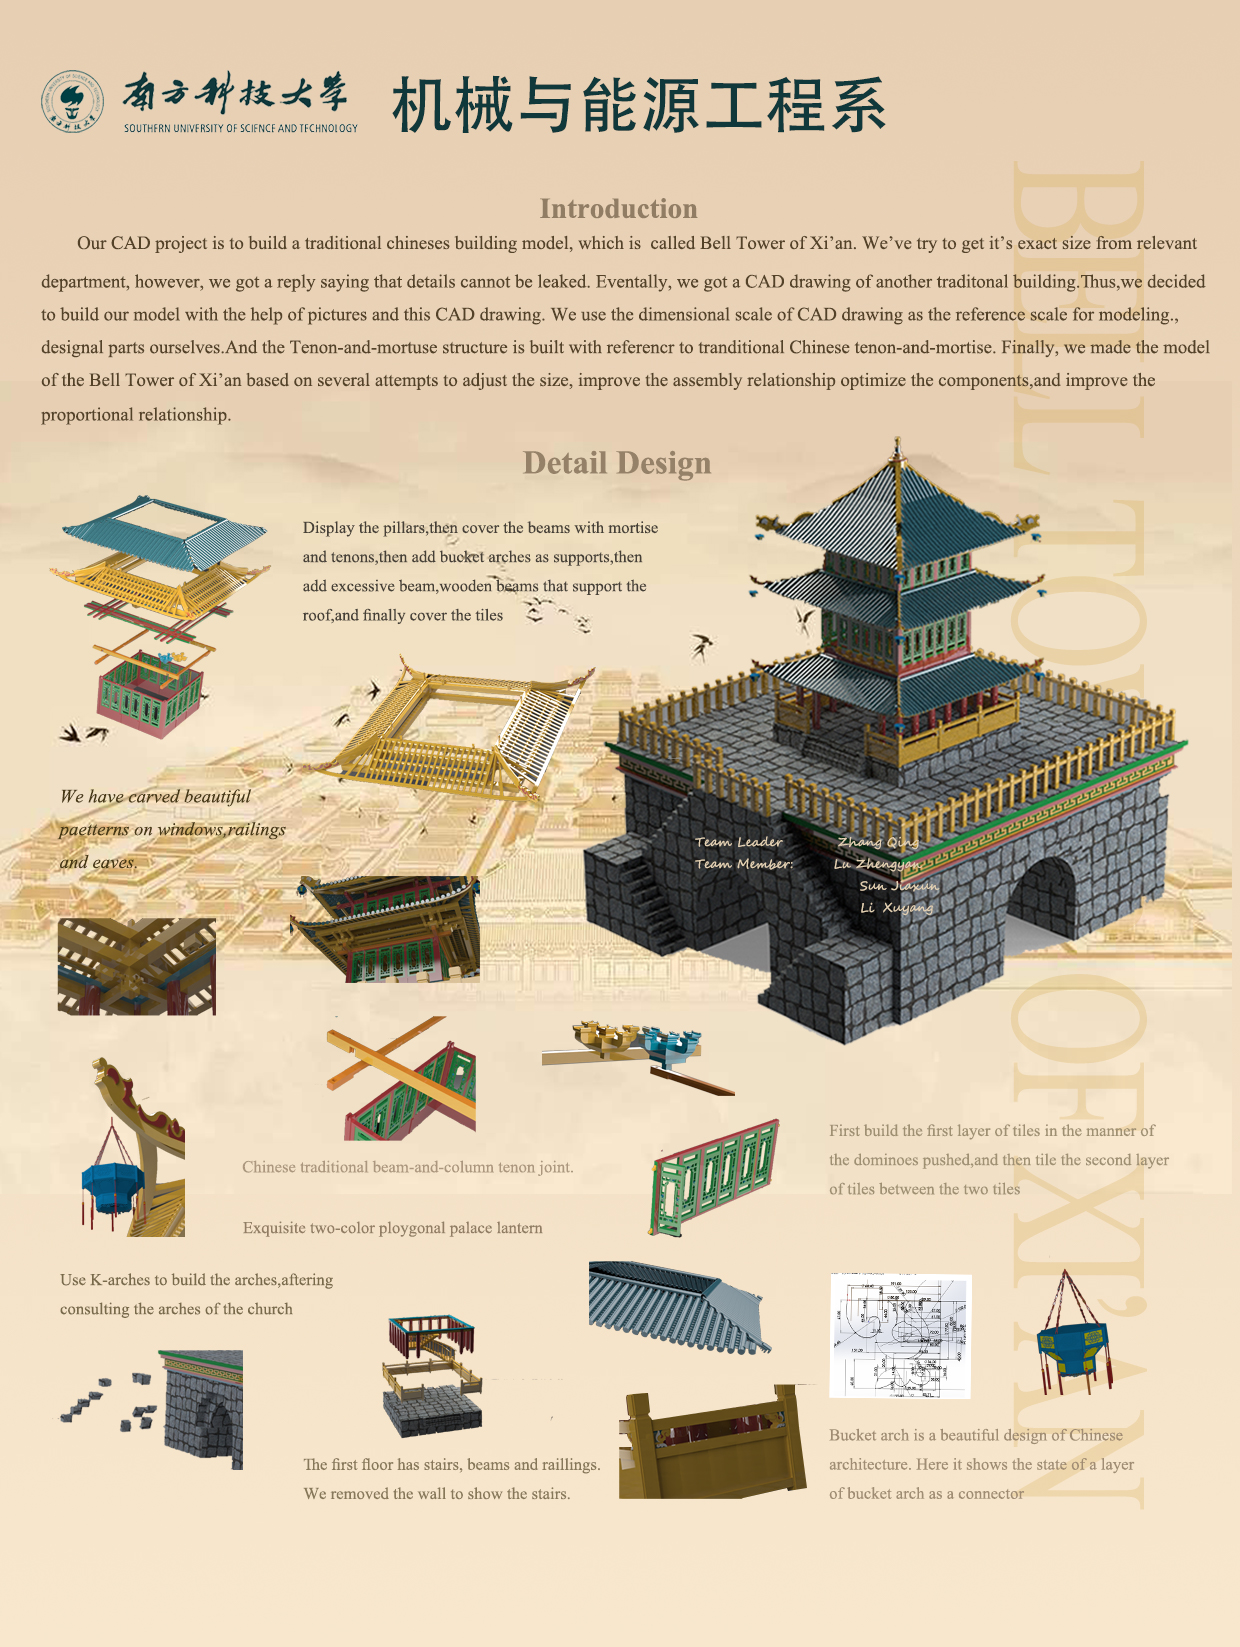 南方科技大学
SOUTHERN UNIVERSITY OF SCIENCE AND TECHNOLOGY
机械与能源工程系
BELL TOWER OF XI'AN
Introduction
Our CAD project is to build a traditional chineses building model, which is called Bell Tower of Xi’an. We’ve try to get it’s exact size from relevant
department, however, we got a reply saying that details cannot be leaked. Eventally, we got a CAD drawing of another traditonal building.Thus,we decided
to build our model with the help of pictures and this CAD drawing. We use the dimensional scale of CAD drawing as the reference scale for modeling.,
designal parts ourselves.And the Tenon-and-mortuse structure is built with referencr to tranditional Chinese tenon-and-mortise. Finally, we made the model
of the Bell Tower of Xi’an based on several attempts to adjust the size, improve the assembly relationship optimize the components,and improve the
proportional relationship.
Detail Design
Display the pillars,then cover the beams with mortise
and tenons,then add bucket arches as supports,then
add excessive beam,wooden beams that support the
roof,and finally cover the tiles
We have carved beautiful
paetterns on windows,railings
and eaves.
Team Leader Zhang Qing
Team Member: Lu Zhengyan,
Sun Jiaxun
Li Xuyang
Chinese traditional beam-and-column tenon joint.
Exquisite two-color ploygonal palace lantern
First build the first layer of tiles in the manner of
the dominoes pushed,and then tile the second layer
of tiles between the two tiles
Use K-arches to build the arches,aftering
consulting the arches of the church
The first floor has stairs, beams and raillings.
We removed the wall to show the stairs.
Bucket arch is a beautiful design of Chinese
architecture. Here it shows the state of a layer
of bucket arch as a connector